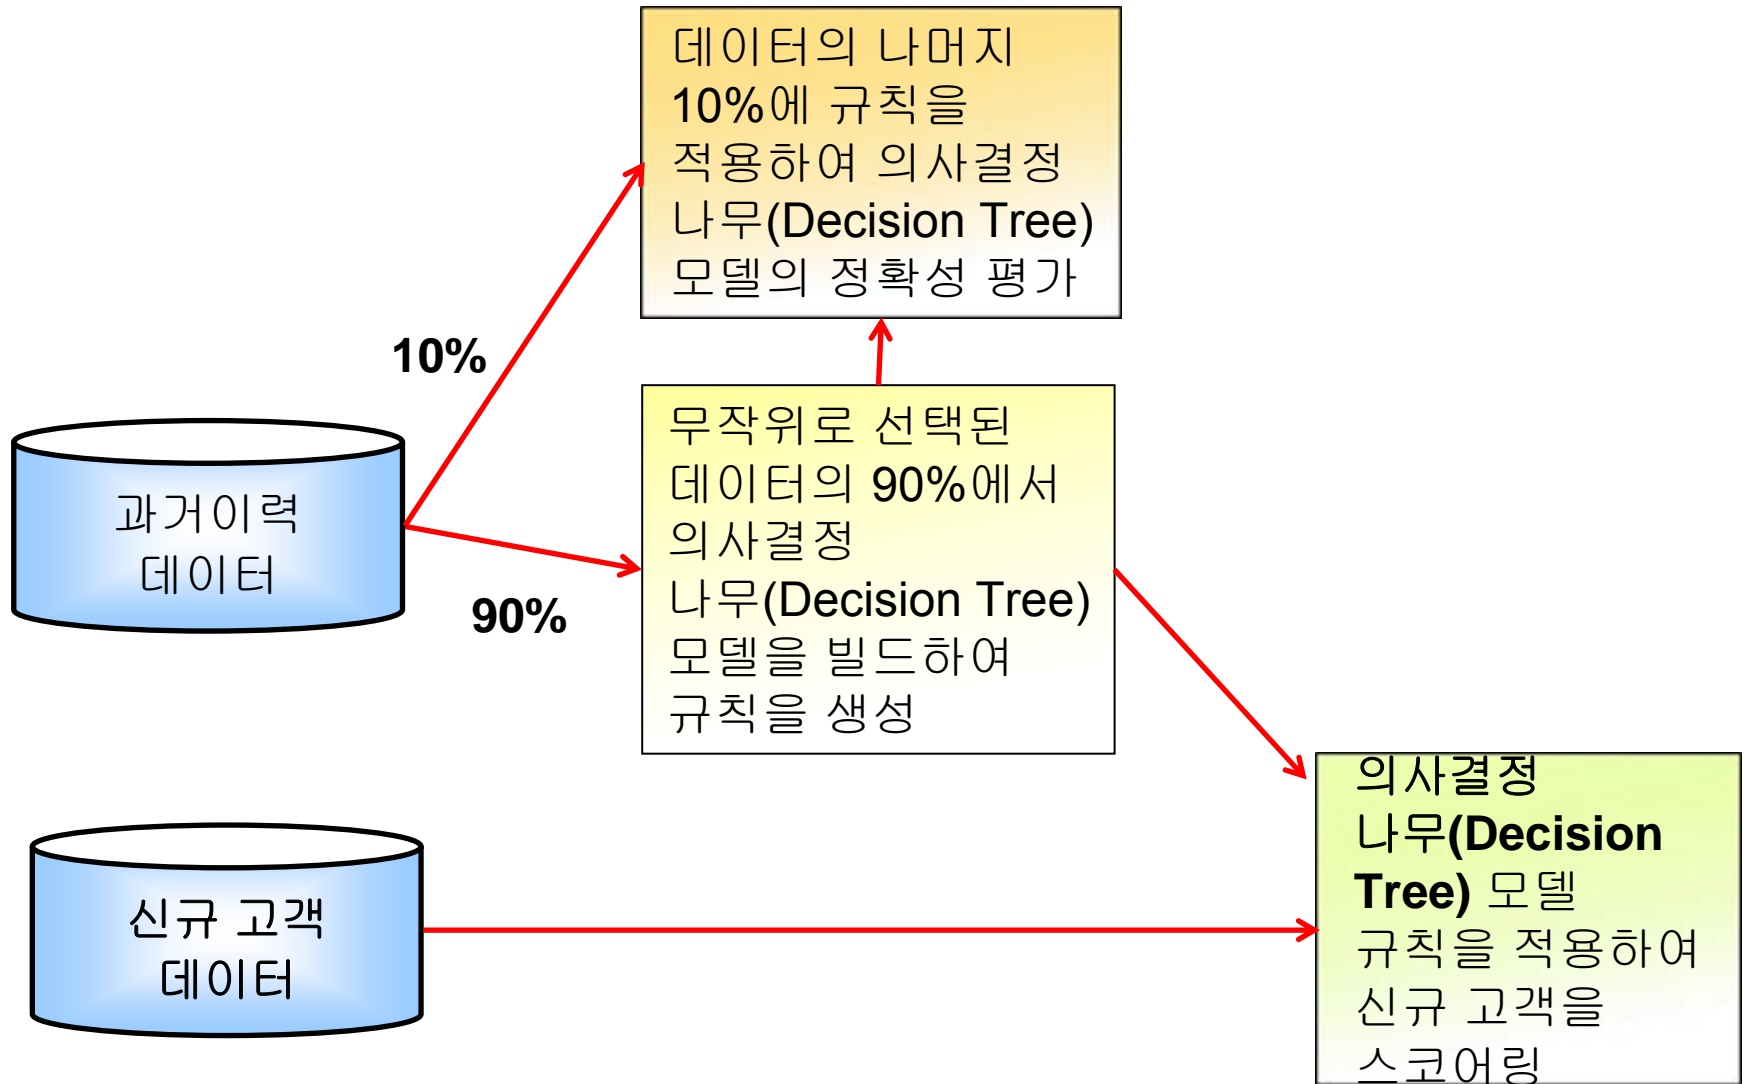 데이터의 나머지
10%에 규칙을
적용하여 의사결정
나무(Decision Tree)
모델의 정확성 평가
10%
무작위로 선택된
데이터의 90%에서
의사결정
나무(Decision Tree)
모델을 빌드하여
규칙을 생성
과거이력
데이터
90%
의사결정
나무(Decision
Tree) 모델
규칙을 적용하여
신규 고객을
스코어링
신규 고객
데이터